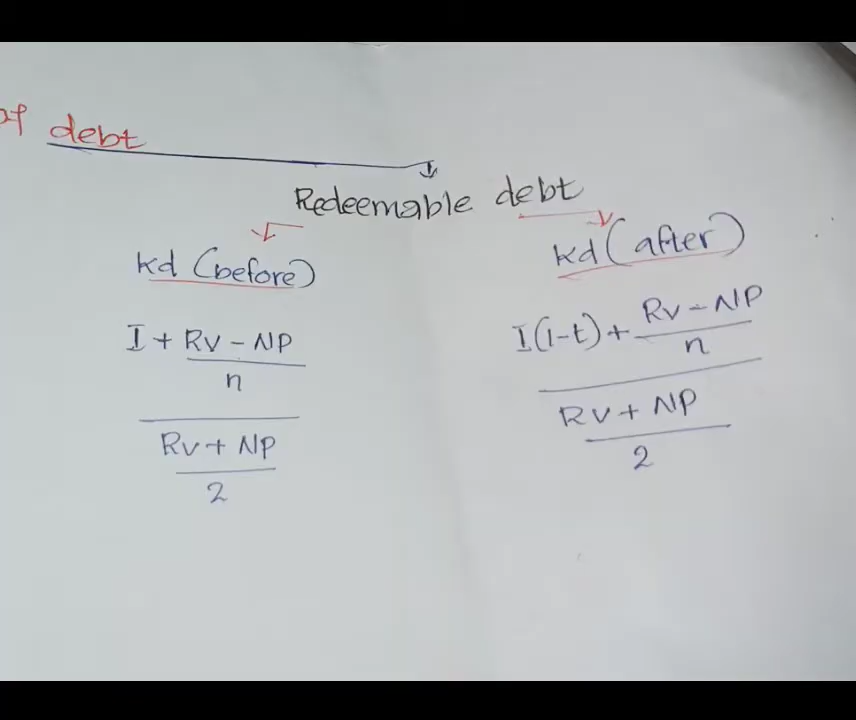 of debt
Redeemable debt
Kd (before)
I + RV - NP
n
RV + NP
2
Kd (after)
I(1-t) + RV - NP
n
RV + NP
2